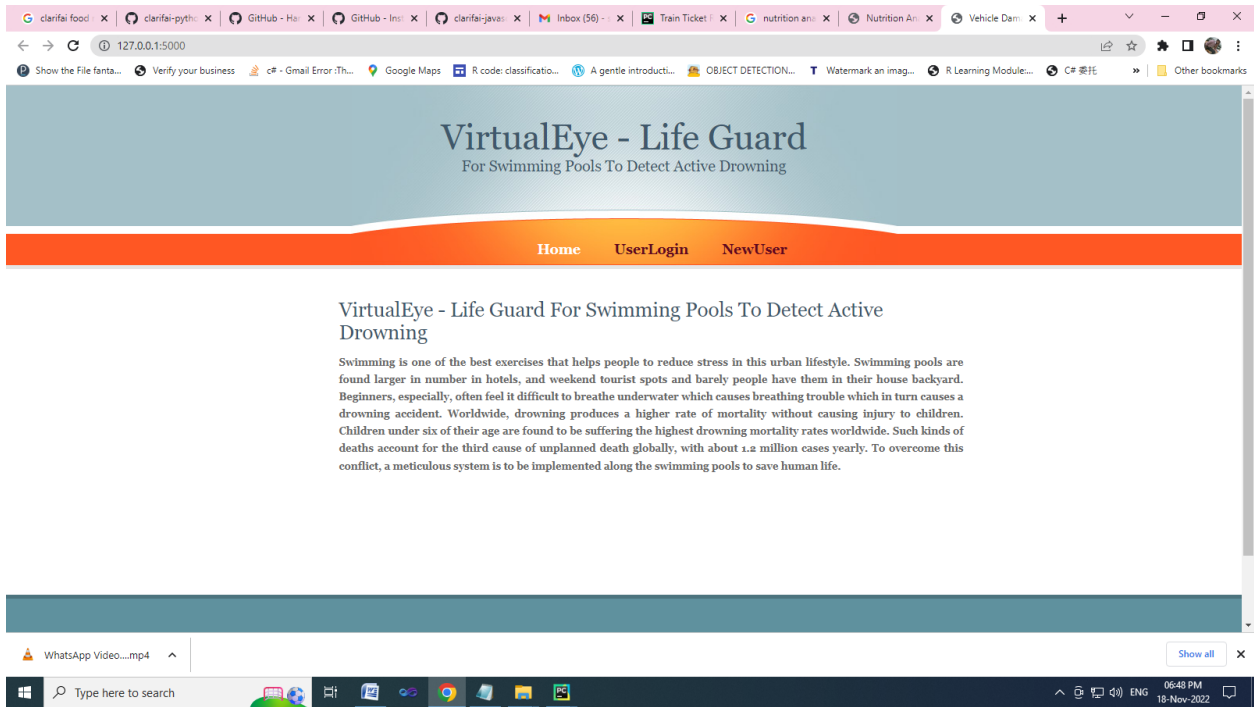 clarifai food
clarifai-pytho
GitHub - Har
GitHub - Inst
clarifai-javas
Inbox (56) - s
Train Ticket F
nutrition ana
Nutrition An
Vehicle Dam
127.0.0.1:5000
Show the File fanta...
Verify your business
c# - Gmail Error :Th...
Google Maps
R code: classificatio...
A gentle introducti...
OBJECT DETECTION...
Watermark an imag...
R Learning Module:...
C# 委托
Other bookmarks
VirtualEye - Life Guard
For Swimming Pools To Detect Active Drowning
Home UserLogin NewUser
VirtualEye - Life Guard For Swimming Pools To Detect Active
Drowning
Swimming is one of the best exercises that helps people to reduce stress in this urban lifestyle. Swimming pools are
found larger in number in hotels, and weekend tourist spots and barely people have them in their house backyard.
Beginners, especially, often feel it difficult to breathe underwater which causes breathing trouble which in turn causes a
drowning accident. Worldwide, drowning produces a higher rate of mortality without causing injury to children.
Children under six of their age are found to be suffering the highest drowning mortality rates worldwide. Such kinds of
deaths account for the third cause of unplanned death globally, with about 1.2 million cases yearly. To overcome this
conflict, a meticulous system is to be implemented along the swimming pools to save human life.
WhatsApp Video....mp4
Show all
Type here to search
ENG
06:48 PM
18-Nov-2022